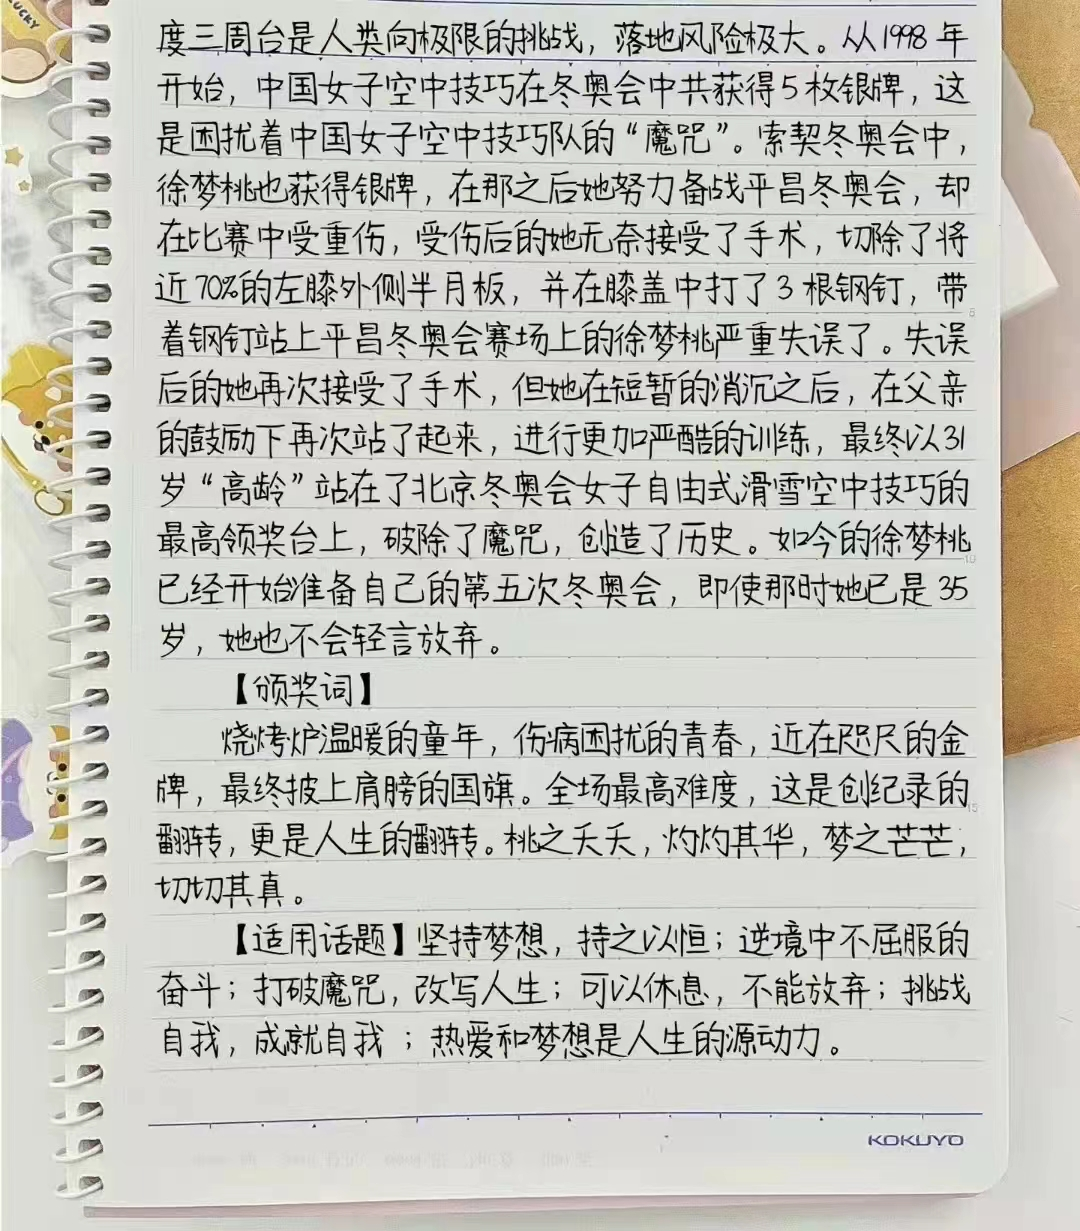 度三周台是人类向极限的挑战，落地风险极大。从1998年
开始，中国女子空中技巧在冬奥会中共获得5枚银牌，这
是困扰着中国女子空中技巧队的“魔咒”。索契冬奥会中，
徐梦桃也获得银牌，在那之后她努力备战平昌冬奥会，却
在比赛中受重伤，受伤后的她无奈接受了手术，切除了将
近70%的左膝外侧半月板，并在膝盖中打了3根钢钉，带
着钢钉站上平昌冬奥会赛场上的徐梦桃严重失误了。失误
后的她再次接受了手术，但她在短暂的消沉之后，在父亲
的鼓励下再次站了起来，进行更加严酷的训练，最终以31
岁“高龄”站在了北京冬奥会女子自由式滑雪空中技巧的
最高领奖台上，破除了魔咒，创造了历史。如今的徐梦桃
已经开始准备自己的第五次冬奥会，即使那时她已是35
岁，她也不会轻言放弃。
【颁奖词】
烧烤炉温暖的童年，伤病困扰的青春，近在咫尺的金
牌，最终披上肩膀的国旗。全场最高难度，这是创纪录的
翻转，更是人生的翻转。桃之夭夭，灼灼其华，梦之芒芒，
切切其真。
【适用话题】坚持梦想，持之以恒；逆境中不屈服的
奋斗；打破魔咒，改写人生；可以休息，不能放弃；挑战
自我，成就自我；热爱和梦想是人生的源动力。
KOKUYO
LUCKY